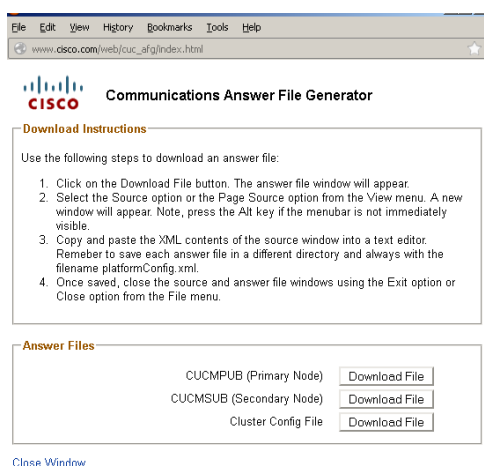 File Edit View History Bookmarks Tools Help
www.cisco.com/web/cuc_afg/index.html
CISCO Communications Answer File Generator
Download Instructions
Use the following steps to download an answer file:
1. Click on the Download File button. The answer file window will appear.
2. Select the Source option or the Page Source option from the View menu. A new
window will appear. Note, press the Alt key if the menubar is not immediately
visible.
3. Copy and paste the XML contents of the source window into a text editor.
Remeber to save each answer file in a different directory and always with the
filename platformConfig.xml.
4. Once saved, close the source and answer file windows using the Exit option or
Close option from the File menu.
Answer Files
CUCMPUB (Primary Node) Download File
CUCMSUB (Secondary Node) Download File
Cluster Config File Download File
Close Window